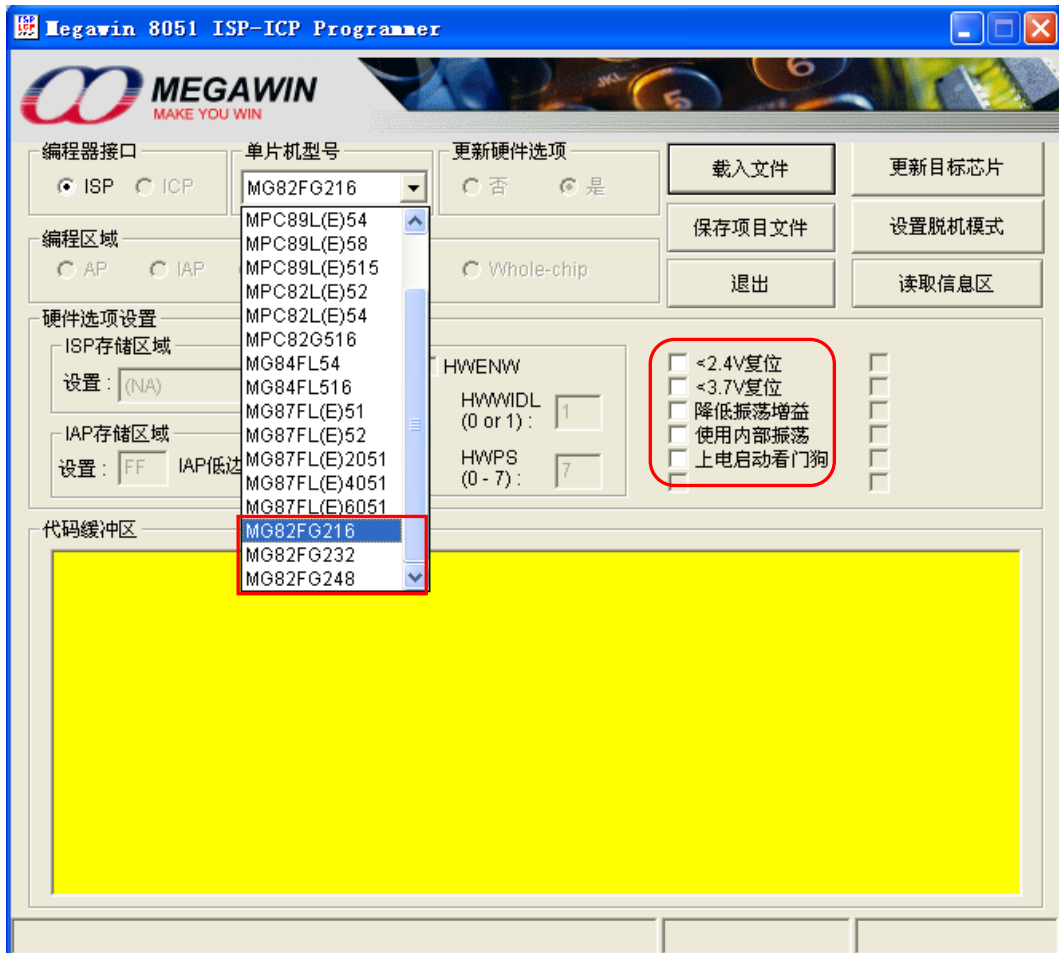 Megawin 8051 ISP-ICP Programmer
MEGAWIN
MAKE YOU WIN
编程器接口
ISP ICP
单片机型号
MG82FG216
更新硬件选项
否 是
载入文件
更新目标芯片
保存项目文件
设置脱机模式
退出
读取信息区
编程区域
AP IAP
Whole-chip
MPC89L(E)54
MPC89L(E)58
MPC89L(E)515
MPC82L(E)52
MPC82L(E)54
MPC82G516
MG84FL54
MG84FL516
MG87FL(E)51
MG87FL(E)52
MG87FL(E)2051
MG87FL(E)4051
MG87FL(E)6051
MG82FG216
MG82FG232
MG82FG248
硬件选项设置
ISP存储区域
设置： (NA)
IAP存储区域
设置： FF IAP低边
HWENW
HWWIDL
(0 or 1) : 1
HWPS
(0 - 7) : 7
<2.4V复位
<3.7V复位
降低振荡增益
使用内部振荡
上电启动看门狗
代码缓冲区